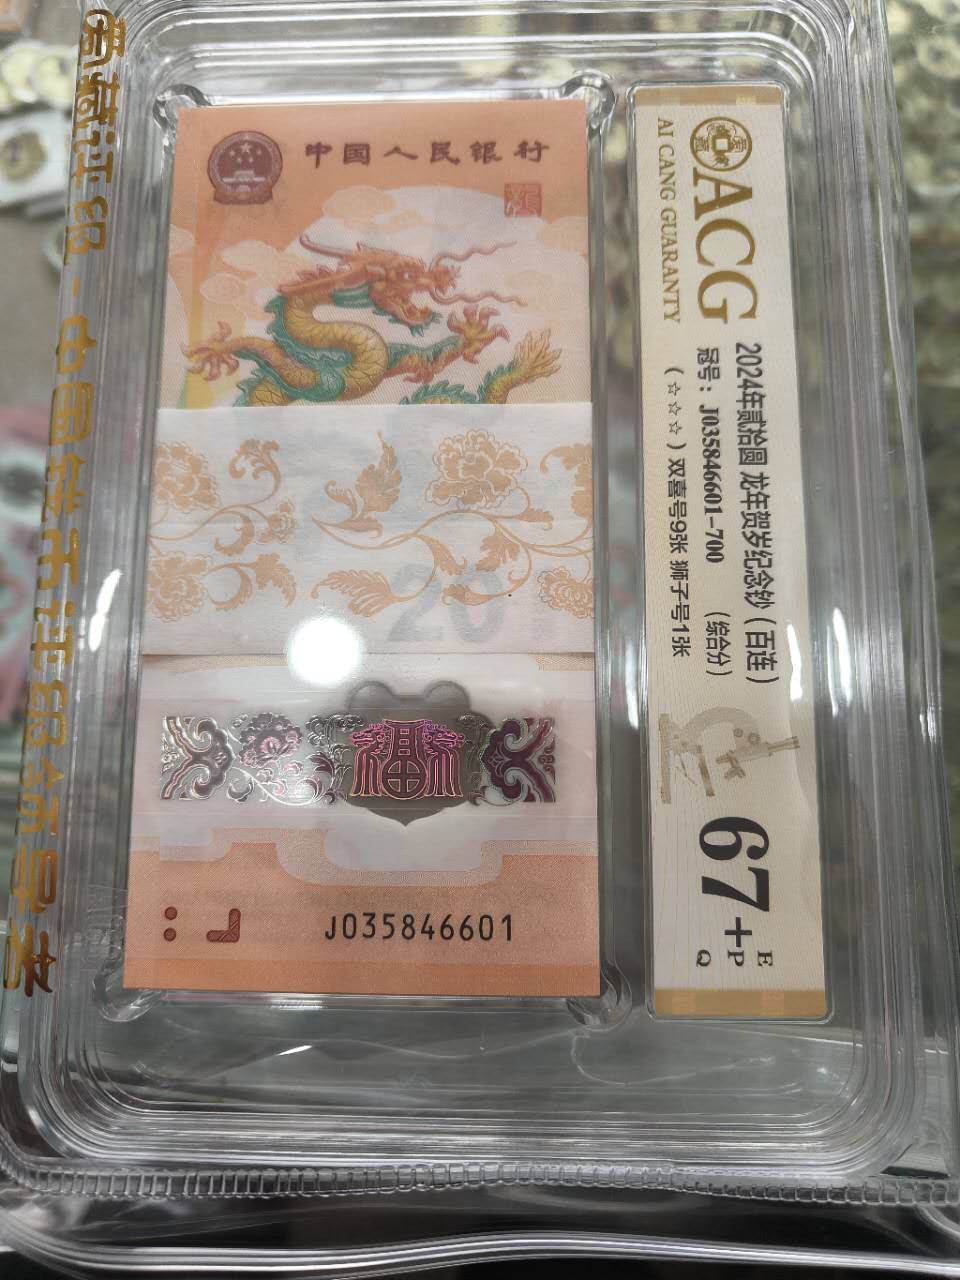 爱藏评级 - 中国钱币评级领导者
中国人民银行
20
福
J035846601
ACG
AI CANG GUARANTY
2024年贰拾圆 龙年贺岁纪念钞（百连）
冠号：J035846601-700 （综合分）
（☆☆☆）双喜号9张 狮子号1张
67+
E
P
Q